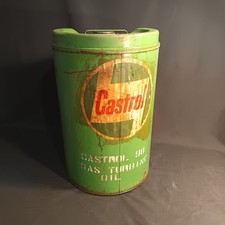 Castrol
CASTROL 98
GAS TURBINE
OIL